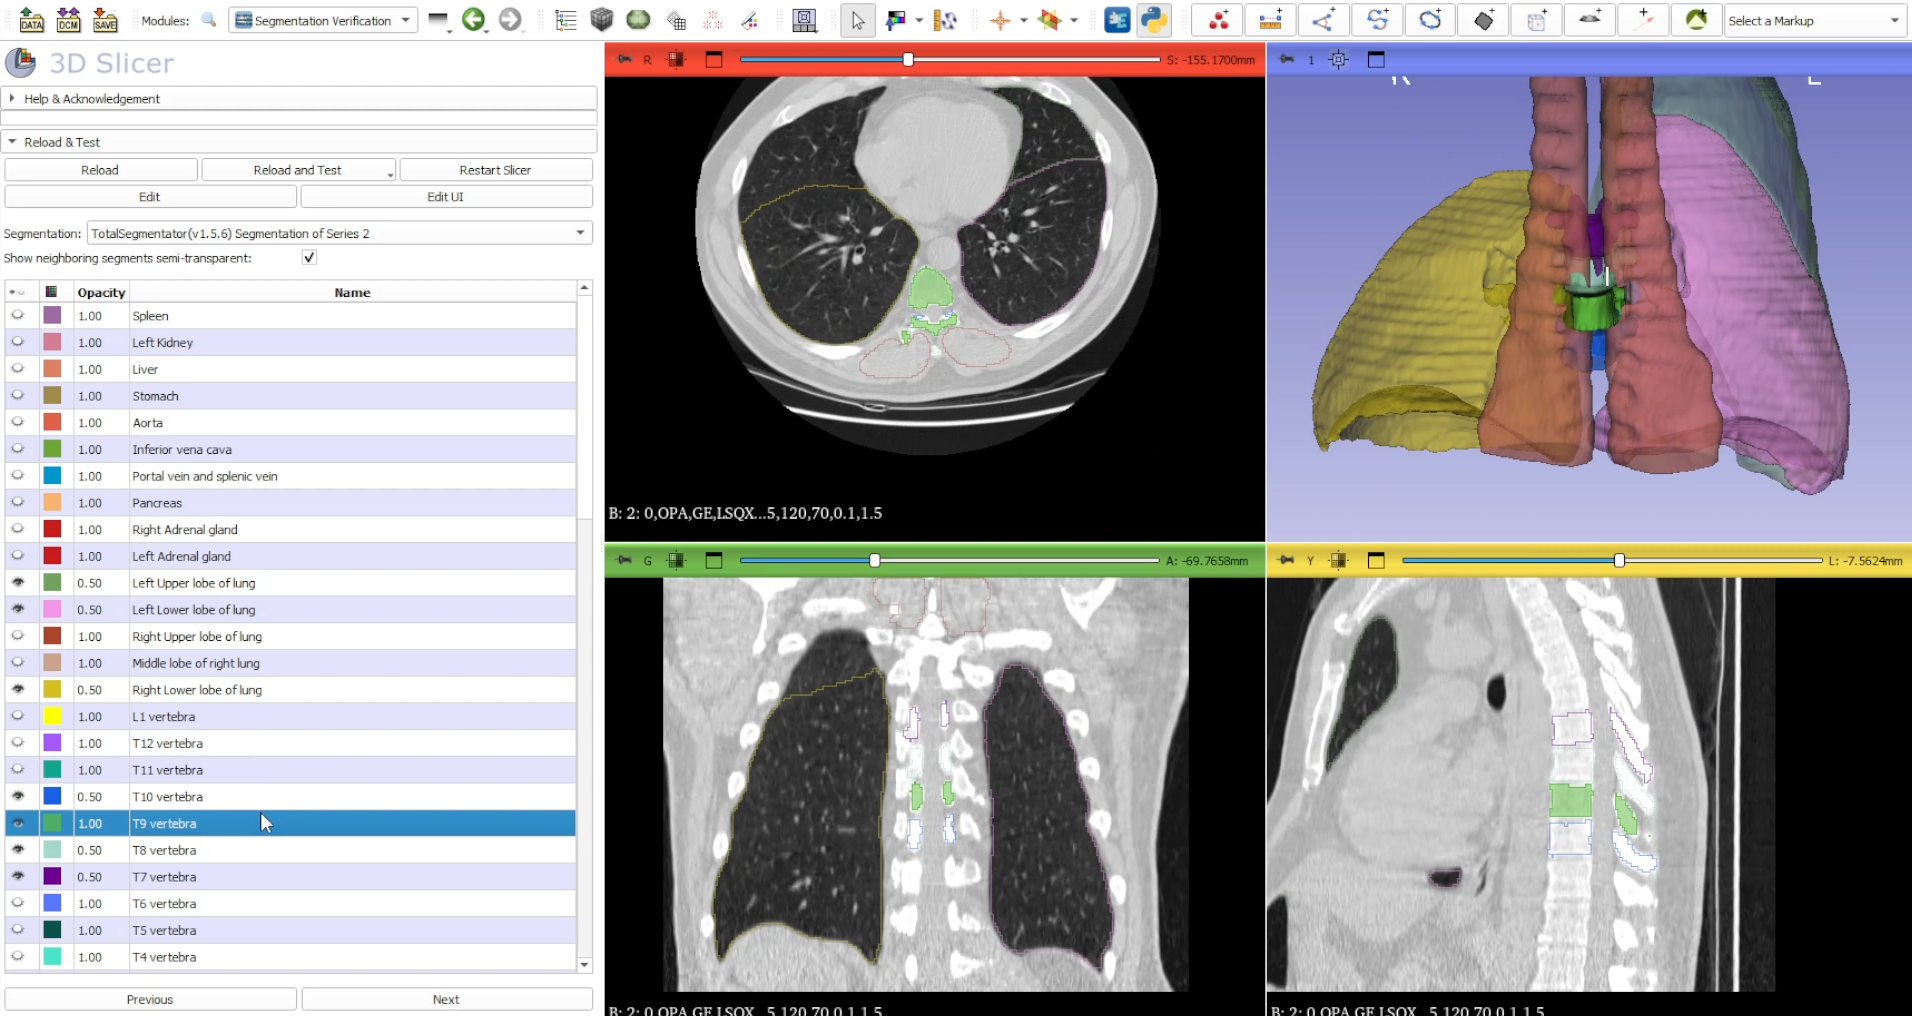 DATA DCM SAVE Modules: Segmentation Verification Select a Markup
3D Slicer
Help & Acknowledgement
Reload & Test
Reload Reload and Test Restart Slicer
Edit Edit UI
Segmentation: TotalSegmentator(v1.5.6) Segmentation of Series 2
Show neighboring segments semi-transparent:
Opacity Name
1.00 Spleen
1.00 Left Kidney
1.00 Liver
1.00 Stomach
1.00 Aorta
1.00 Inferior vena cava
1.00 Portal vein and splenic vein
1.00 Pancreas
1.00 Right Adrenal gland
1.00 Left Adrenal gland
0.50 Left Upper lobe of lung
0.50 Left Lower lobe of lung
1.00 Right Upper lobe of lung
1.00 Middle lobe of right lung
0.50 Right Lower lobe of lung
1.00 L1 vertebra
1.00 T12 vertebra
1.00 T11 vertebra
0.50 T10 vertebra
1.00 T9 vertebra
0.50 T8 vertebra
0.50 T7 vertebra
1.00 T6 vertebra
1.00 T5 vertebra
1.00 T4 vertebra
Previous Next
R S: -155.1700mm
B: 2: 0,OPA,GE,LSQX...5,120,70,0.1,1.5
1
G A: -69.7658mm
B: 2: 0,OPA,GE,LSQX...5,120,70,0.1,1.5
Y L: -7.5624mm
B: 2: 0,OPA,GE,LSQX...5,120,70,0.1,1.5